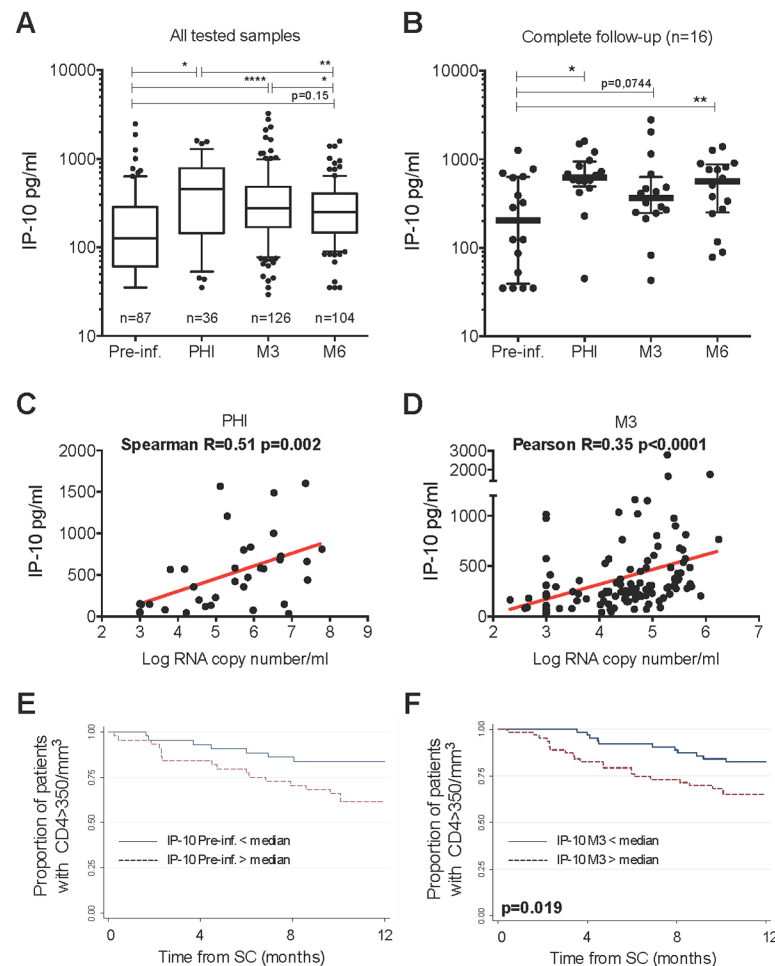 A
All tested samples
* **
**** *
p=0.15
IP-10 pg/ml
10000
1000
100
10
n=87 n=36 n=126 n=104
Pre-inf. PHI M3 M6
B
Complete follow-up (n=16)
*
p=0,0744
**
IP-10 pg/ml
10000
1000
100
10
Pre-inf. PHI M3 M6
C
PHI
Spearman R=0.51 p=0.002
IP-10 pg/ml
2000
1500
1000
500
0
2 3 4 5 6 7 8 9
Log RNA copy number/ml
D
M3
Pearson R=0.35 p<0.0001
IP-10 pg/ml
3000
2000
1000
500
0
2 3 4 5 6 7
Log RNA copy number/ml
E
Proportion of patients
with CD4>350/mm³
1.00
0.75
0.50
0.25
0.00
IP-10 Pre-inf. < median
IP-10 Pre-inf. > median
0 4 8 12
Time from SC (months)
F
Proportion of patients
with CD4>350/mm³
1.00
0.75
0.50
0.25
0.00
IP-10 M3 < median
IP-10 M3 > median
p=0.019
0 4 8 12
Time from SC (months)